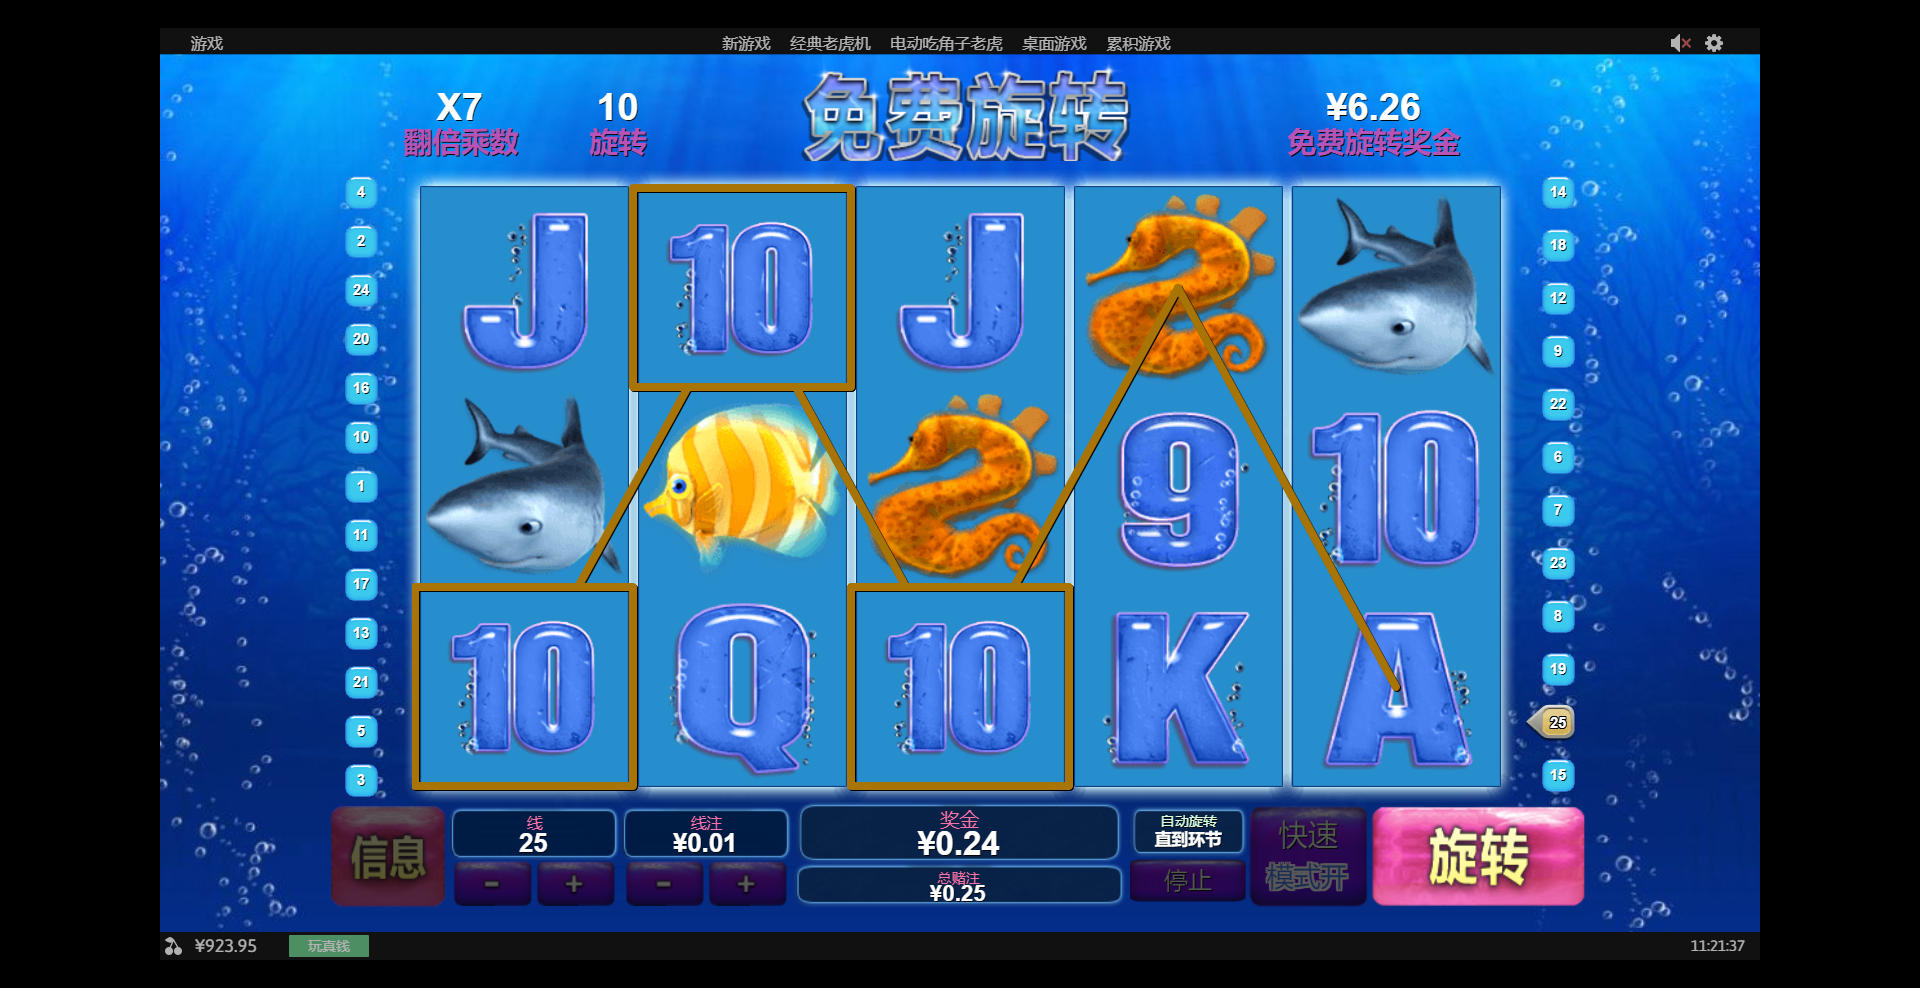 游戏 新游戏 经典老虎机 电动吃角子老虎 桌面游戏 累积游戏
X7 10 免费旋转 ¥6.26
翻倍乘数 旋转 免费旋转奖金
4 14
2 18
24 12
20 9
16 22
10 6
1 7
11 23
17 8
13 19
21 25
5 15
3
J 10 J
9 10
10 Q 10 K A
信息
线 线注 奖金 自动旋转 快速 旋转
25 ¥0.01 ¥0.24 直到环节 模式开
- + - + 总赌注 停止
¥0.25
¥923.95 玩真钱 11:21:37